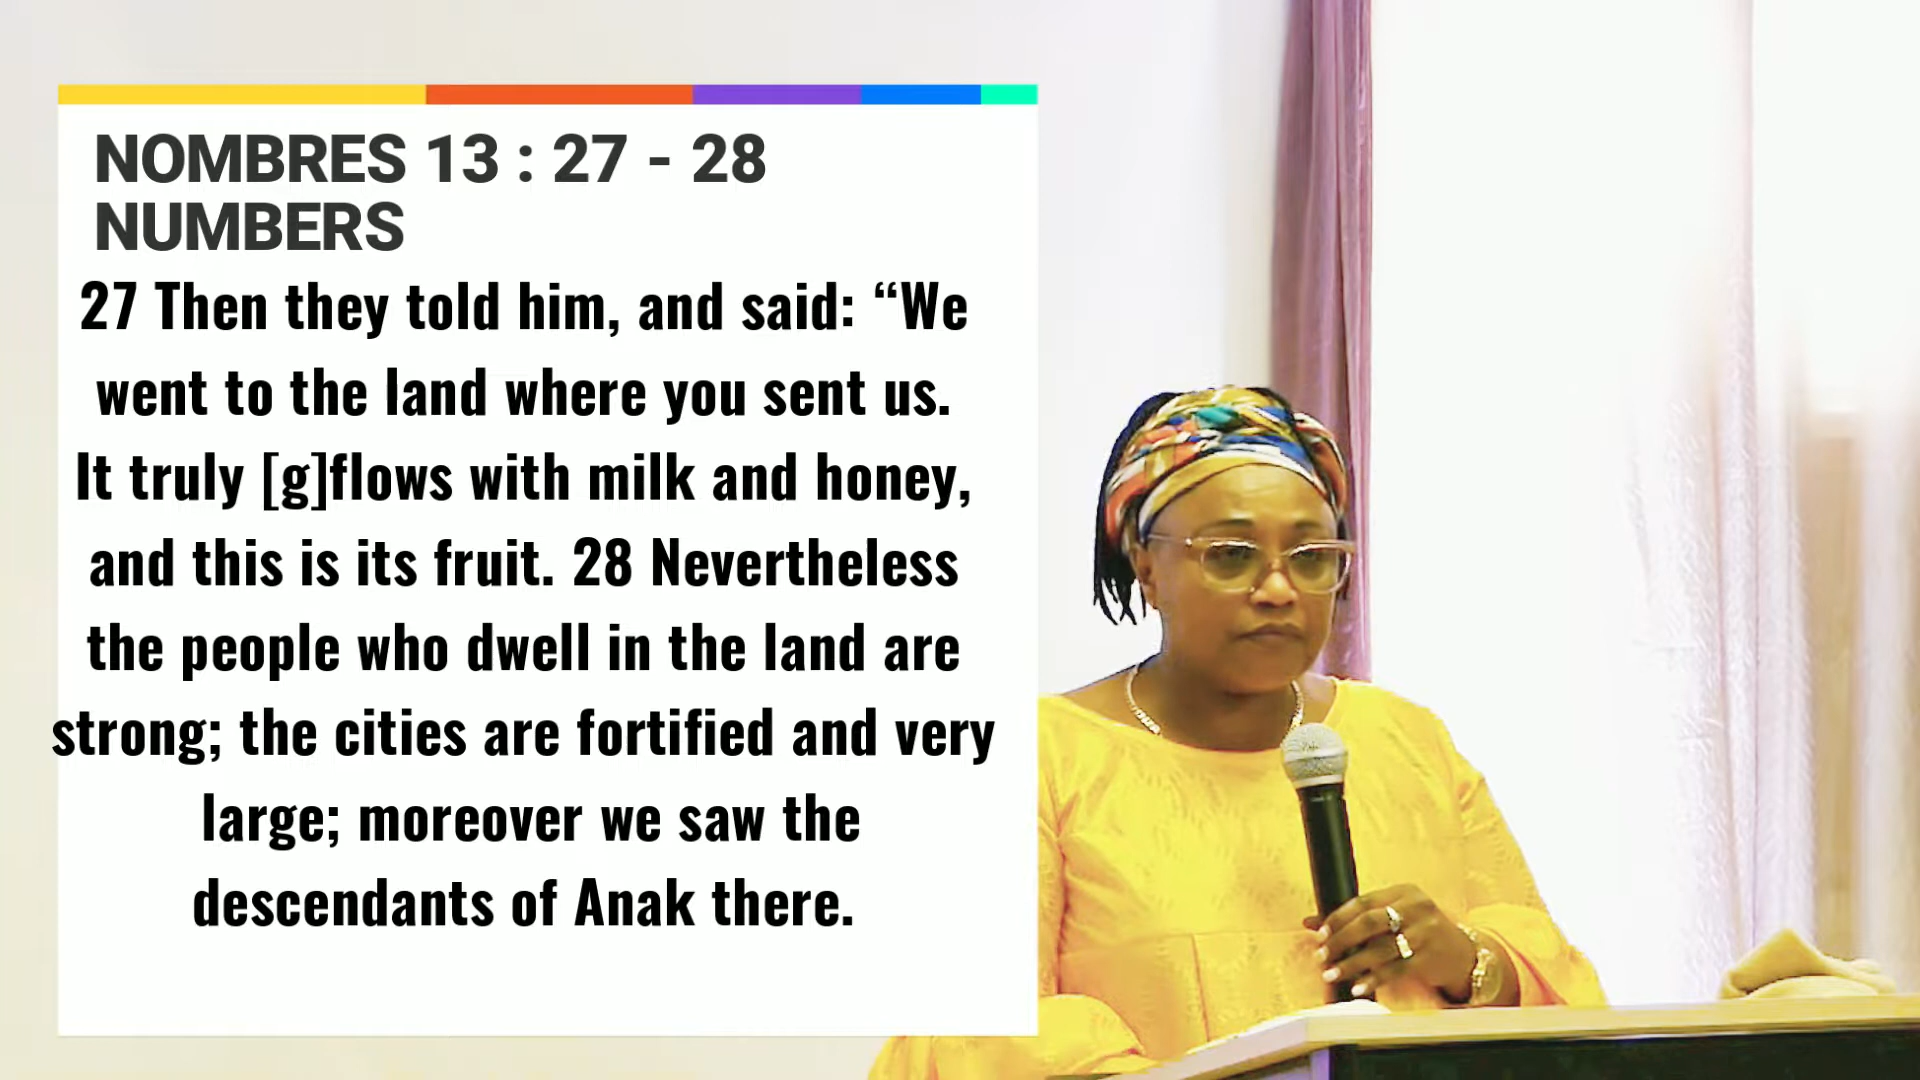 NOMBRES 13 : 27 - 28
NUMBERS
27 Then they told him, and said: “We
went to the land where you sent us.
It truly [g]flows with milk and honey,
and this is its fruit. 28 Nevertheless
the people who dwell in the land are
strong; the cities are fortified and very
large; moreover we saw the
descendants of Anak there.